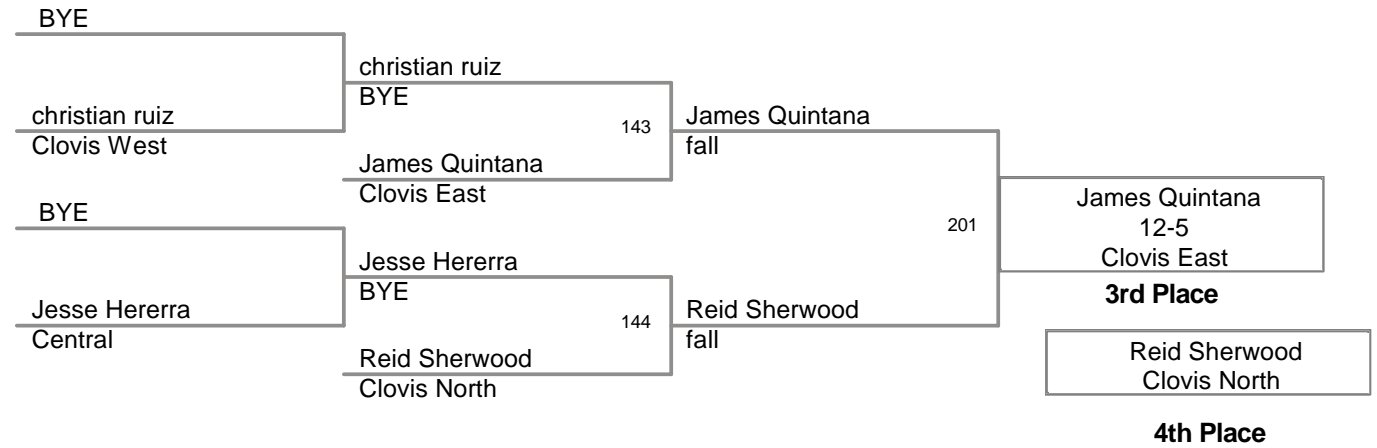 BYE
christian ruiz
BYE
christian ruiz
Clovis West
143
James Quintana
fall
James Quintana
Clovis East
BYE
Jesse Hererra
BYE
Jesse Hererra
Central
144
Reid Sherwood
fall
Reid Sherwood
Clovis North
201
James Quintana
12-5
Clovis East
3rd Place
Reid Sherwood
Clovis North
4th Place